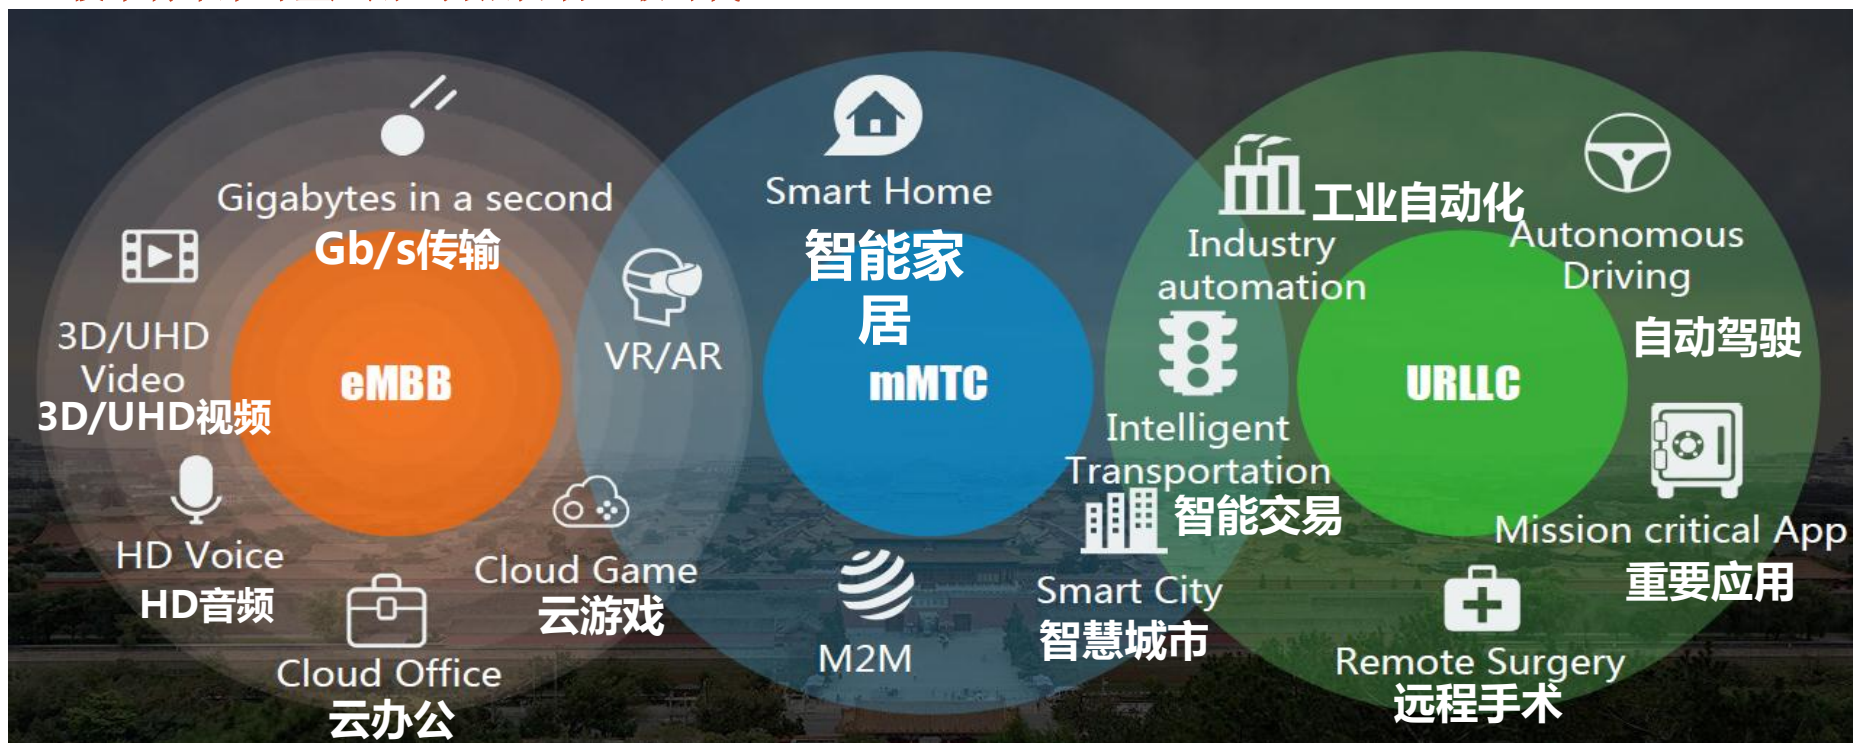 Gigabytes in a second
Gb/s传输
3D/UHD
Video
3D/UHD视频
eMBB
HD Voice
HD音频
Cloud Office
云办公
Cloud Game
云游戏
VR/AR
Smart Home
智能家
居
mMTC
M2M
Smart City
智慧城市
Industry
automation
工业自动化
Intelligent
Transportation
智能交易
URLLC
Autonomous
Driving
自动驾驶
Mission critical App
重要应用
Remote Surgery
远程手术